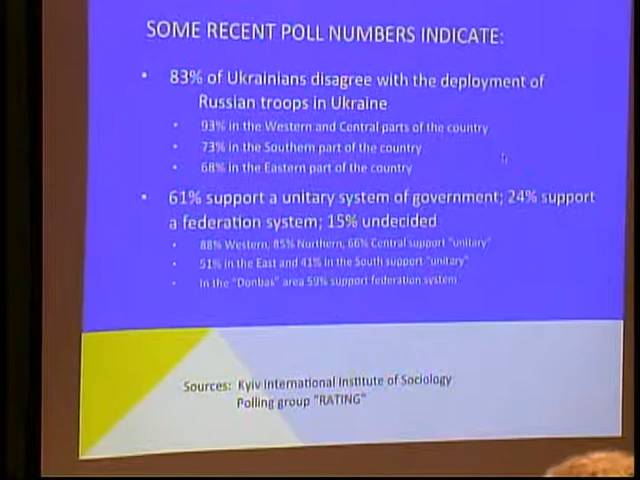 SOME RECENT POLL NUMBERS INDICATE:
• 83% of Ukrainians disagree with the deployment of
Russian troops in Ukraine
• 93% in the Western and Central parts of the country
• 73% in the Southern part of the country
• 68% in the Eastern part of the country
• 61% support a unitary system of government; 24% support
a federation system; 15% undecided
• 88% Western, 85% Northern, 66% Central support "unitary"
• 51% in the East and 41% in the South support "unitary"
• In the "Donbas" area 59% support federation system
Sources: Kyiv International Institute of Sociology
Polling group "RATING"